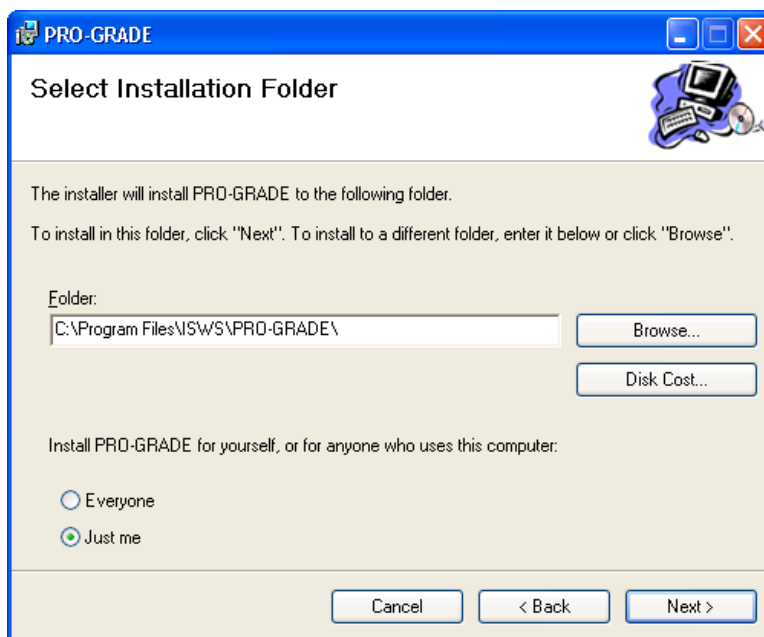 PRO-GRADE
Select Installation Folder
The installer will install PRO-GRADE to the following folder.
To install in this folder, click "Next". To install to a different folder, enter it below or click "Browse".
Folder:
C:\Program Files\ISWS\PRO-GRADE\
Browse...
Disk Cost...
Install PRO-GRADE for yourself, or for anyone who uses this computer:
Everyone
Just me
Cancel
< Back
Next >